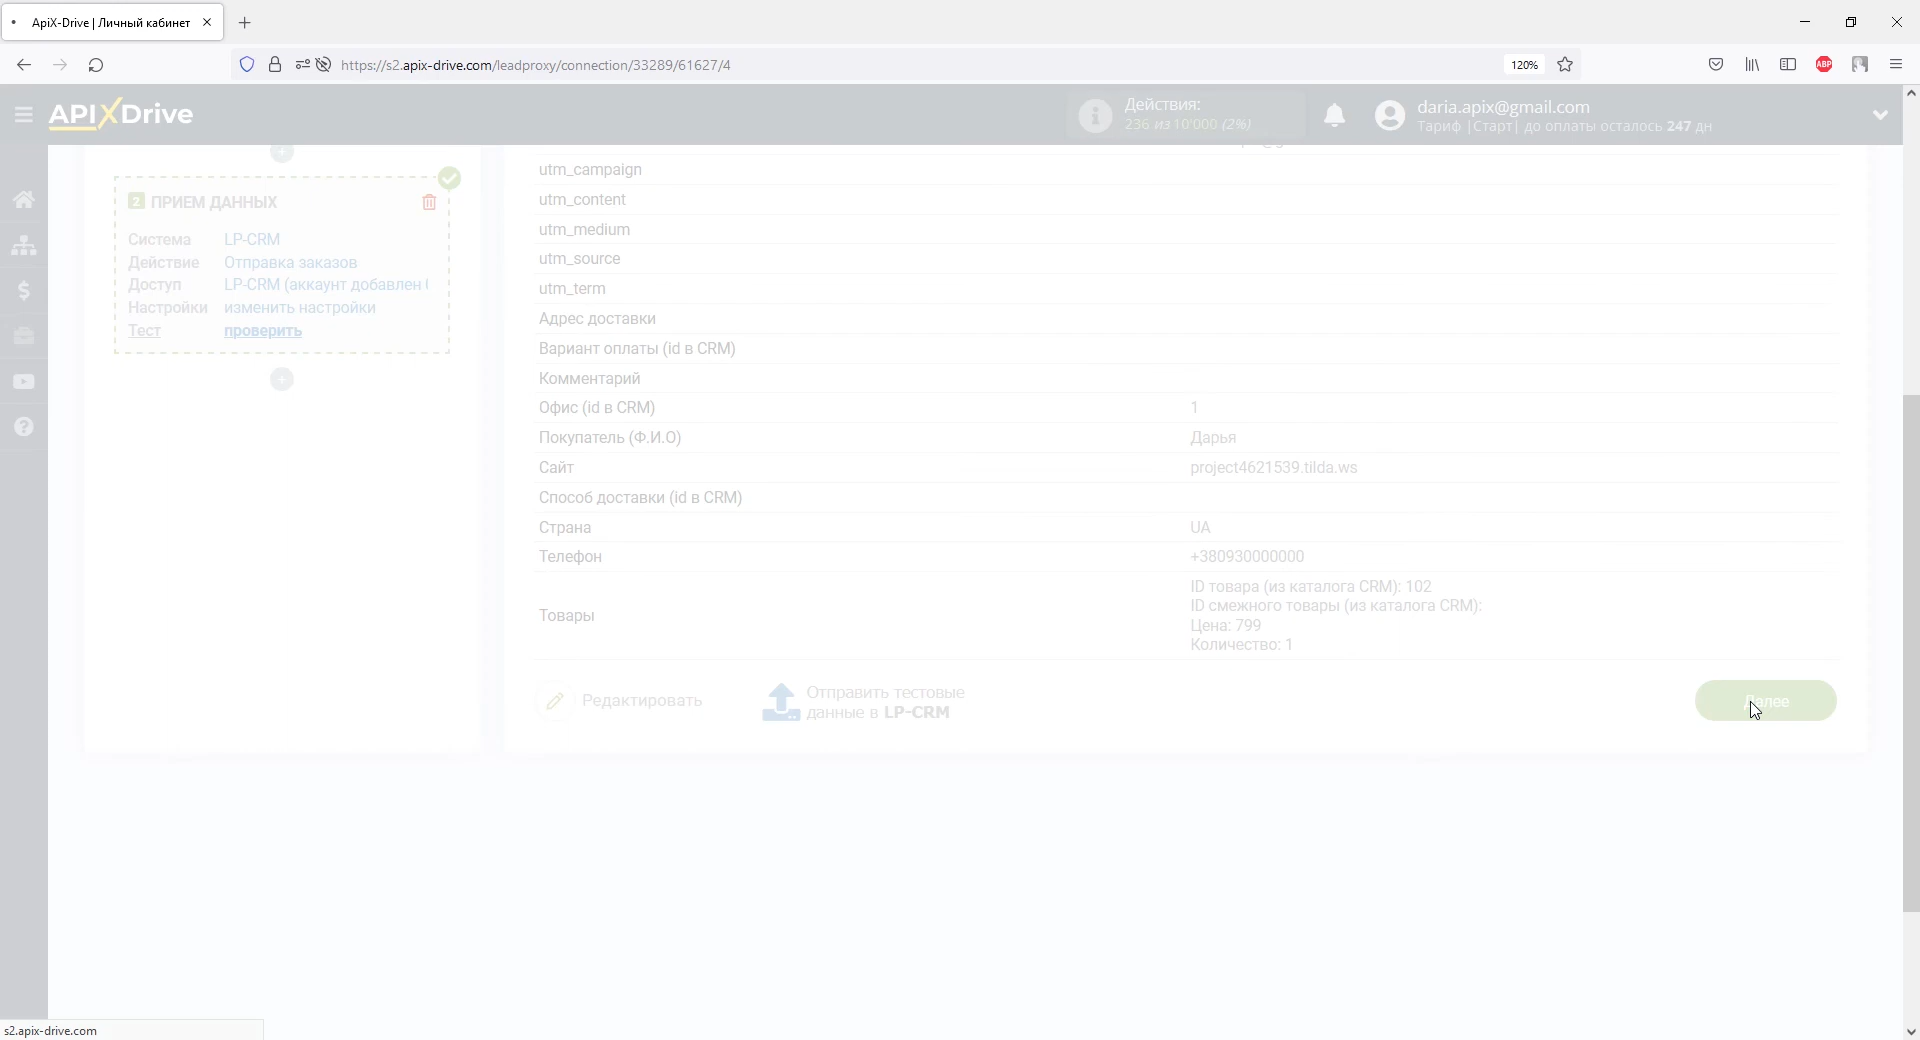 ApiX-Drive | Личный кабинет
https://s2.apix-drive.com/leadproxy/connection/33289/61627/4
120%
ABP
APIXDrive
Действия:
236 из 10'000 (2%)
daria.apix@gmail.com
Тариф |Старт| до оплаты осталось 247 дн
2 ПРИЕМ ДАННЫХ
Система LP-CRM
Действие Отправка заказов
Доступ LP-CRM (аккаунт добавлен
Настройки изменить настройки
Тест проверить
utm_campaign
utm_content
utm_medium
utm_source
utm_term
Адрес доставки
Вариант оплаты (id в CRM)
Комментарий
Офис (id в CRM) 1
Покупатель (Ф.И.О) Дарья
Сайт project4621539.tilda.ws
Способ доставки (id в CRM)
Страна UA
Телефон +380930000000
Товары
ID товара (из каталога CRM): 102
ID смежного товары (из каталога CRM):
Цена: 799
Количество: 1
Редактировать
Отправить тестовые
данные в LP-CRM
Далее
s2.apix-drive.com